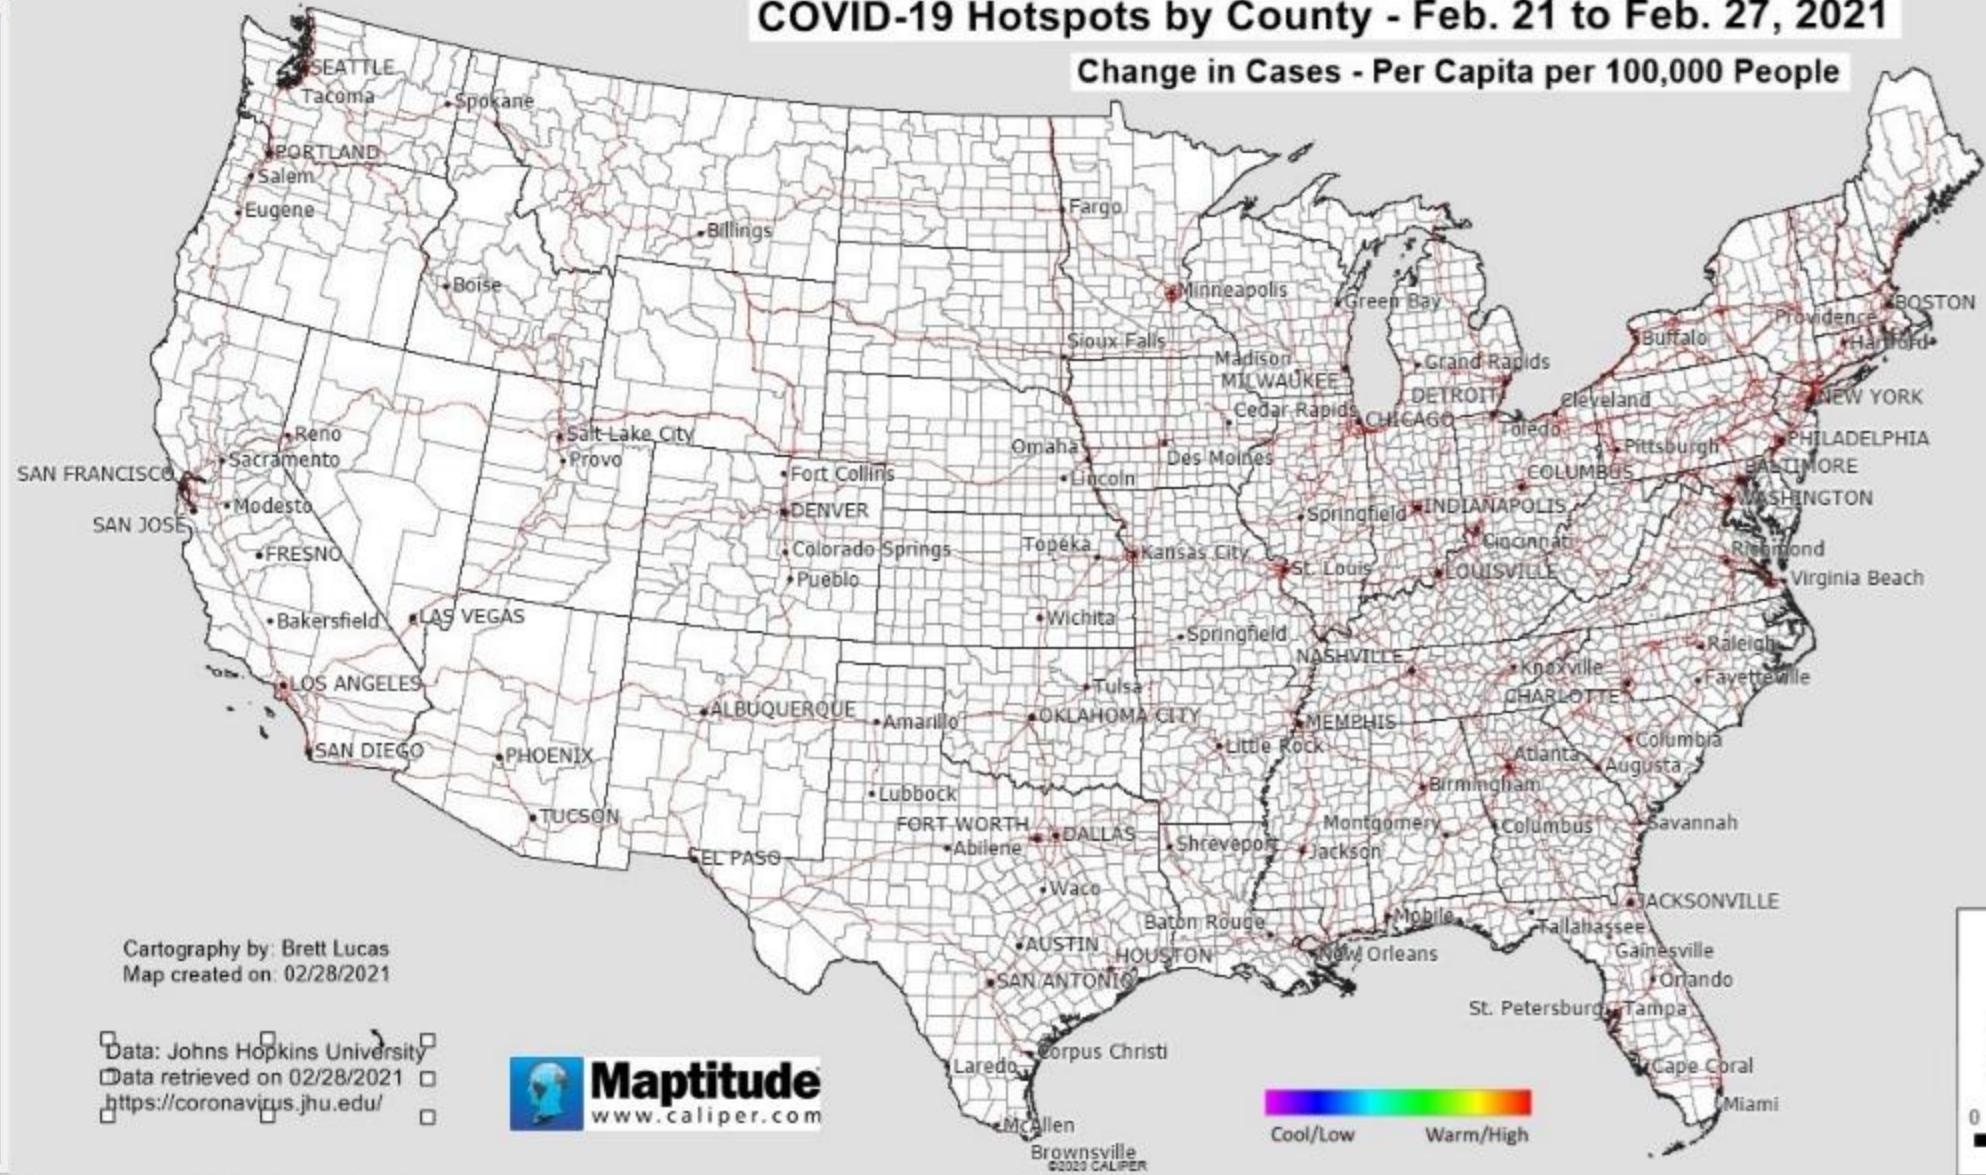 COVID-19 Hotspots by County - Feb. 21 to Feb. 27, 2021
Change in Cases - Per Capita per 100,000 People
SEATTLE
Tacoma
Spokane
PORTLAND
Salem
Eugene
Fargo
Billings
Boise
Minneapolis
Green Bay
BOSTON
Providence
Buffalo
Hartford
Sioux Falls
Madison
Grand Rapids
MILWAUKEE
DETROIT
NEW YORK
Cleveland
Cedar Rapids
CHICAGO
Toledo
Reno
Salt Lake City
Omaha
Pittsburgh
PHILADELPHIA
Sacramento
Provo
Des Moines
BALTIMORE
SAN FRANCISCO
Fort Collins
Lincoln
COLUMBUS
WASHINGTON
Modesto
DENVER
Springfield
INDIANAPOLIS
SAN JOSE
Cincinnati
FRESNO
Colorado Springs
Topeka
Kansas City
Richmond
St. Louis
LOUISVILLE
Pueblo
Virginia Beach
Bakersfield
LAS VEGAS
Wichita
Springfield
Raleigh
NASHVILLE
Knoxville
LOS ANGELES
Tulsa
Fayetteville
CHARLOTTE
ALBUQUERQUE
Amarillo
OKLAHOMA CITY
MEMPHIS
SAN DIEGO
PHOENIX
Little Rock
Columbia
Atlanta
Augusta
Birmingham
Lubbock
TUCSON
FORT WORTH
DALLAS
Montgomery
Columbus
Savannah
Abilene
Shreveport
Jackson
EL PASO
Waco
JACKSONVILLE
Baton Rouge
Mobile
Tallahassee
AUSTIN
HOUSTON
New Orleans
Gainesville
SAN ANTONIO
Orlando
St. Petersburg
Tampa
Corpus Christi
Laredo
Cape Coral
Miami
McAllen
Brownsville
©2020 CALIPER
Cartography by: Brett Lucas
Map created on: 02/28/2021
Data: Johns Hopkins University
Data retrieved on 02/28/2021
https://coronavirus.jhu.edu/
Maptitude
www.caliper.com
Cool/Low
Warm/High
0